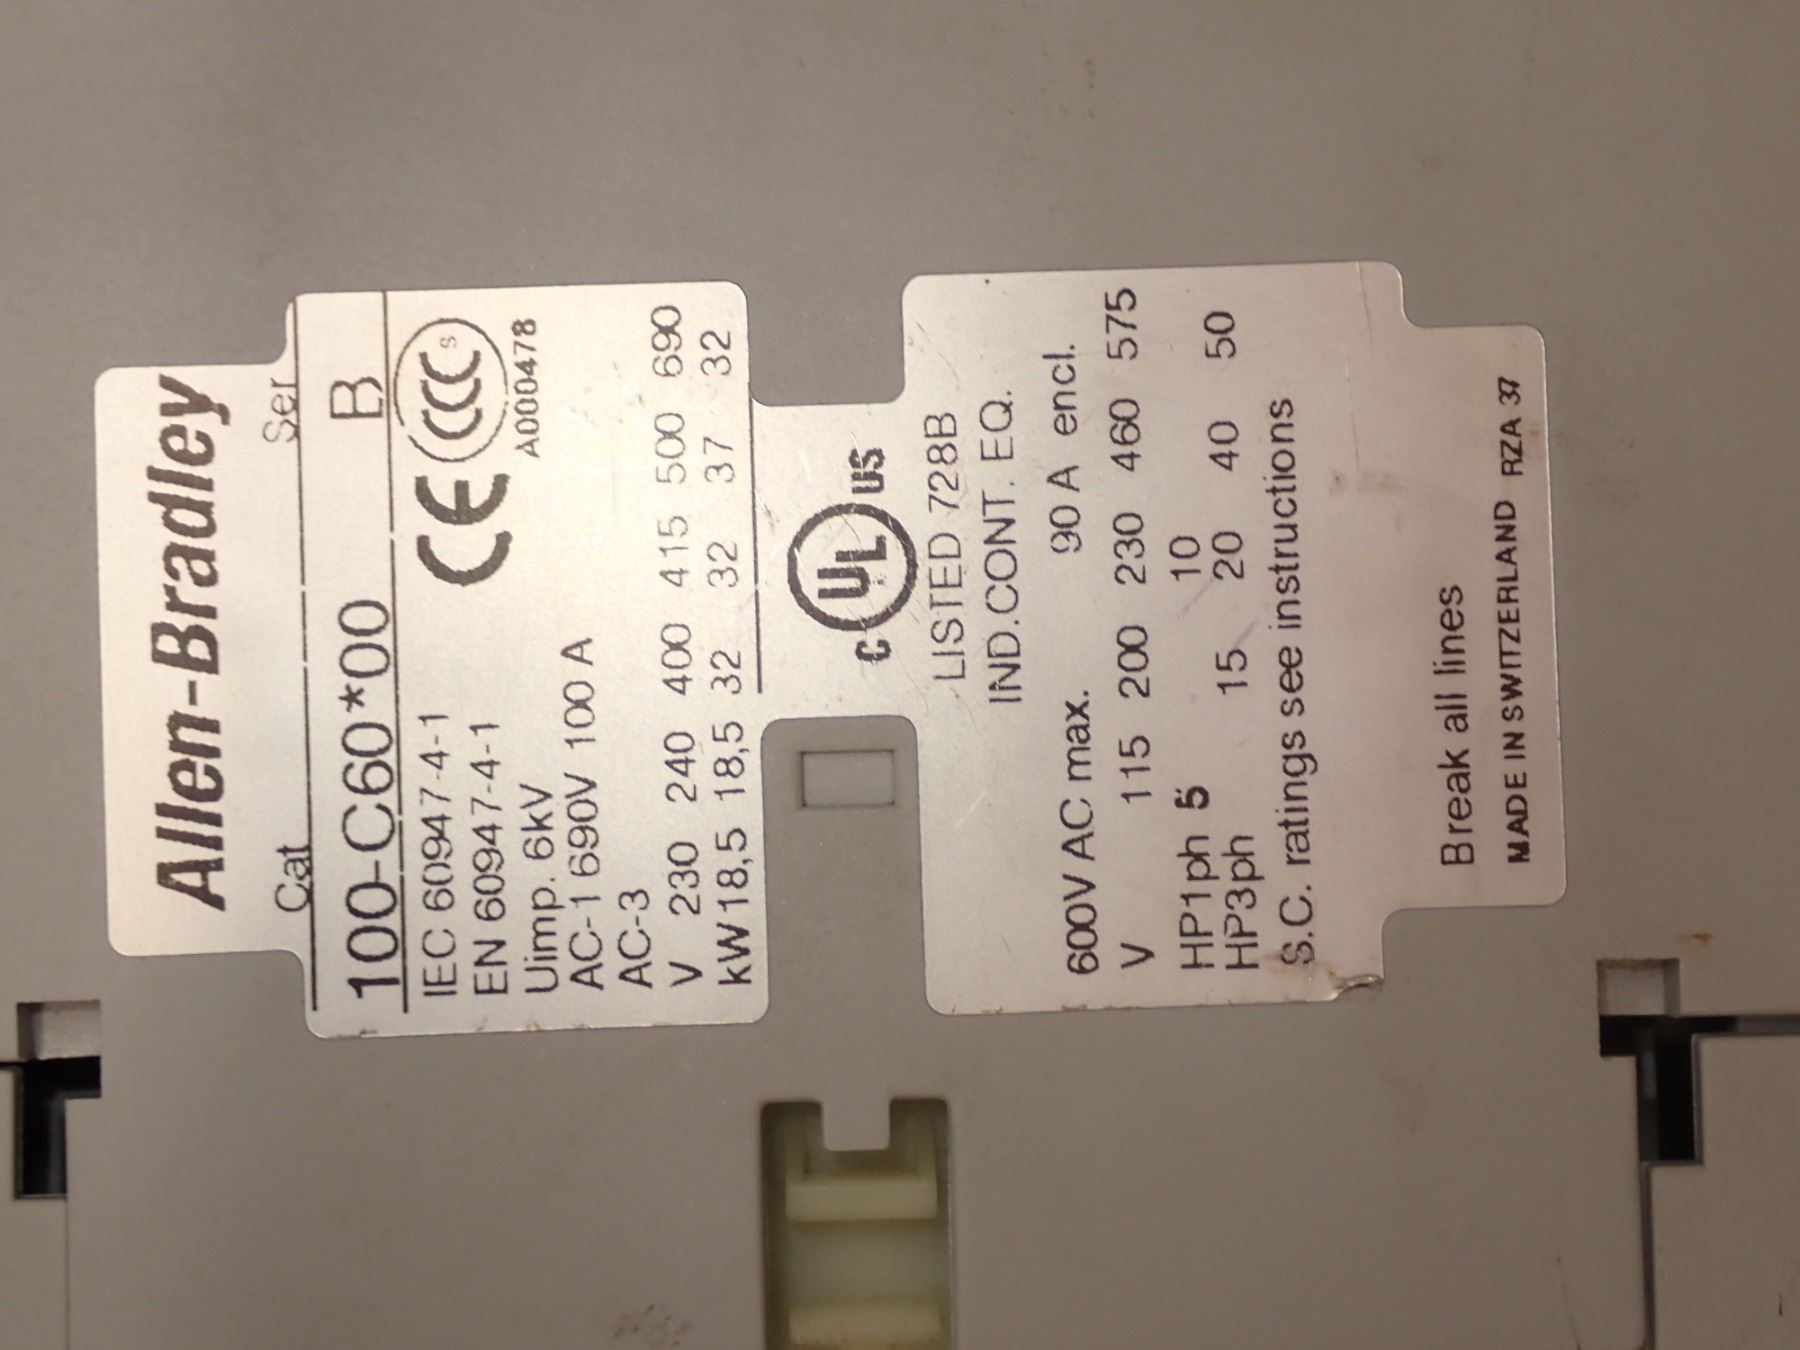 Allen-Bradley
Cat Ser
100-C60*00 B
IEC 60947-4-1
EN 60947-4-1
CE CCC S
A000478
Uimp. 6kV
AC-1 690V 100 A
AC-3
V 230 240 400 415 500 690
kW 18,5 18,5 32 32 37 32
C UL US
LISTED 728B
IND.CONT. EQ.
600V AC max. 90 A encl.
V 115 200 230 460 575
HP1ph 5 10
HP3ph 15 20 40 50
S.C. ratings see instructions
Break all lines
MADE IN SWITZERLAND RZA 37